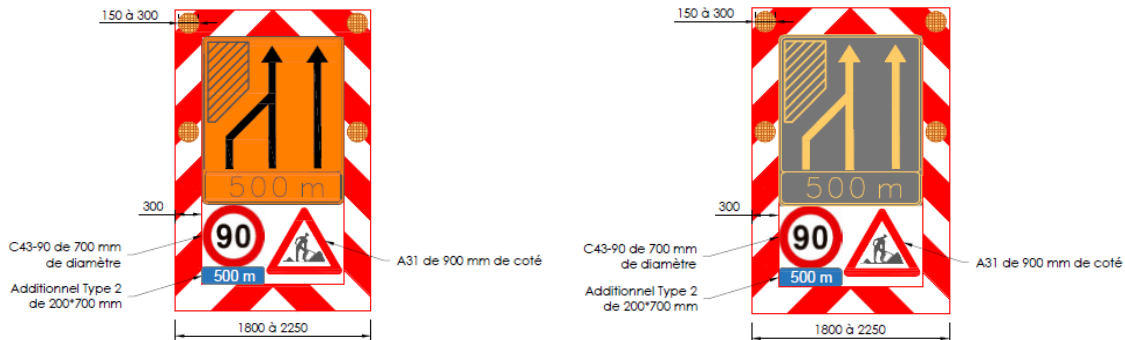 150 à 300
500 m
300
C43-90 de 700 mm
de diamètre
90
500 m
A31 de 900 mm de coté
Additionnel Type 2
de 200*700 mm
1800 à 2250
150 à 300
500 m
300
C43-90 de 700 mm
de diamètre
90
500 m
A31 de 900 mm de coté
Additionnel Type 2
de 200*700 mm
1800 à 2250